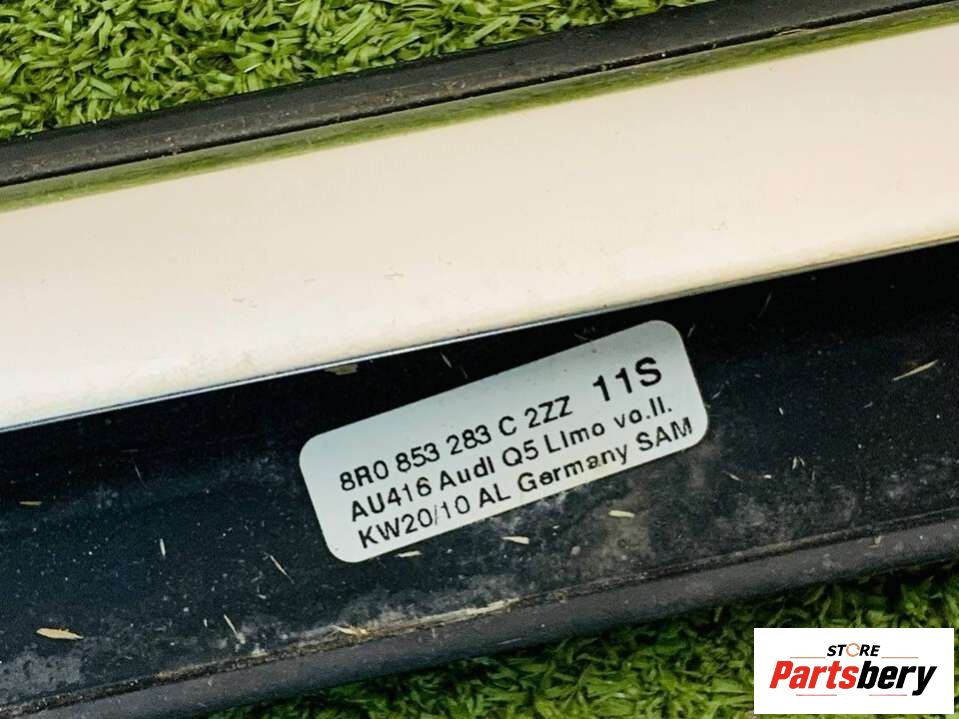 8R0 853 283 C 2ZZ 11S
AU416 Audi Q5 Limo vo.li.
KW20/10 AL Germany SAM
STORE
Partsbery